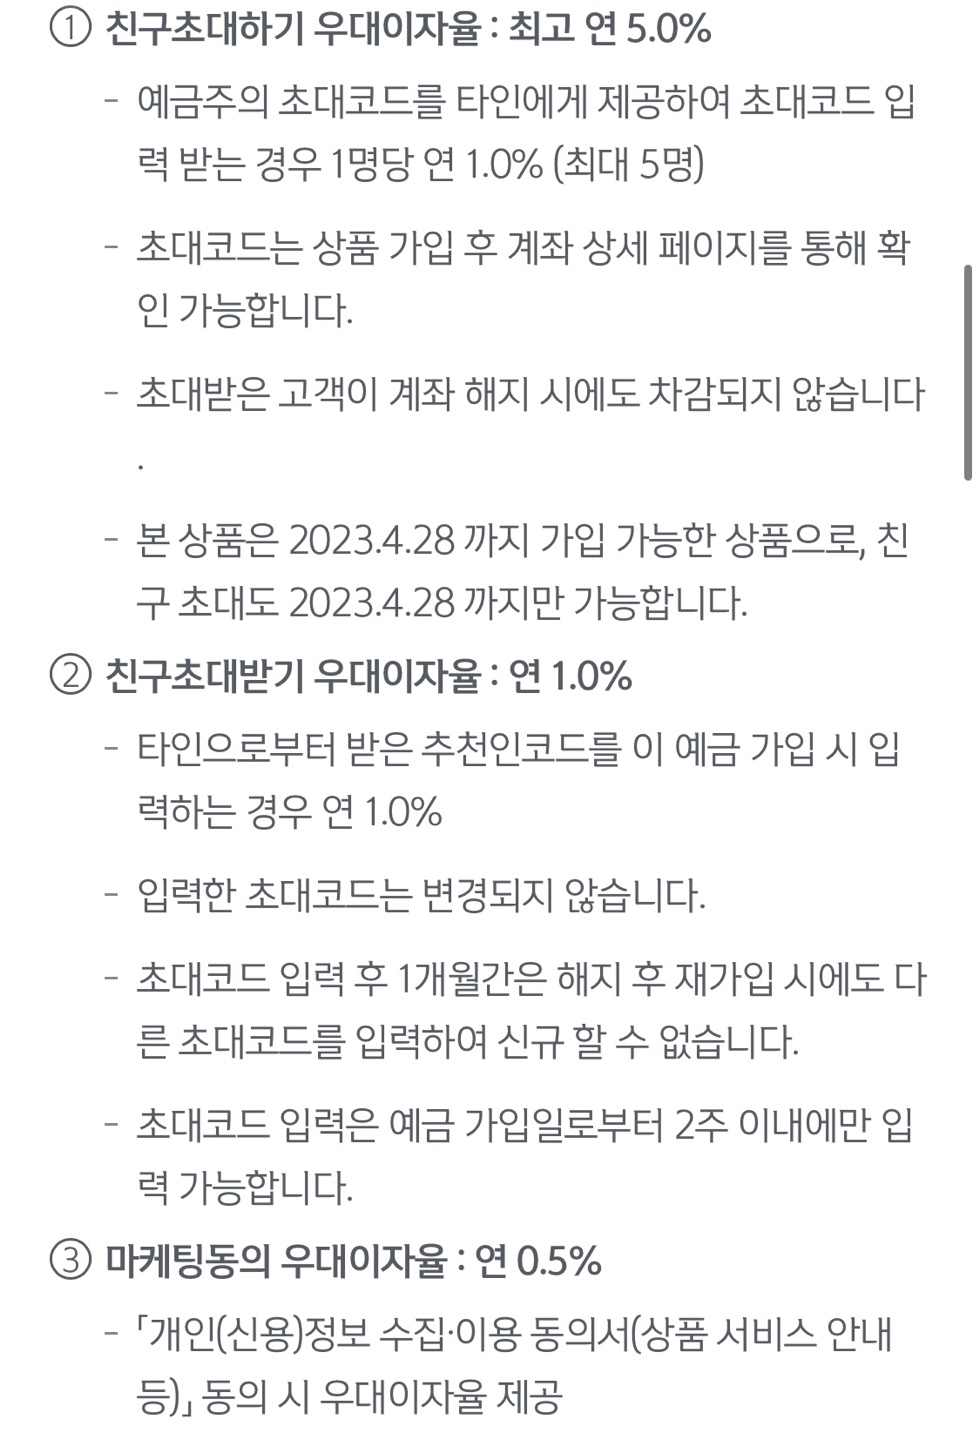 ① 친구초대하기 우대이자율 : 최고 연 5.0%
- 예금주의 초대코드를 타인에게 제공하여 초대코드 입
력 받는 경우 1명당 연 1.0% (최대 5명)
- 초대코드는 상품 가입 후 계좌 상세 페이지를 통해 확
인 가능합니다.
- 초대받은 고객이 계좌 해지 시에도 차감되지 않습니다
.
- 본 상품은 2023.4.28 까지 가입 가능한 상품으로, 친
구 초대도 2023.4.28 까지만 가능합니다.
② 친구초대받기 우대이자율 : 연 1.0%
- 타인으로부터 받은 추천인코드를 이 예금 가입 시 입
력하는 경우 연 1.0%
- 입력한 초대코드는 변경되지 않습니다.
- 초대코드 입력 후 1개월간은 해지 후 재가입 시에도 다
른 초대코드를 입력하여 신규 할 수 없습니다.
- 초대코드 입력은 예금 가입일로부터 2주 이내에만 입
력 가능합니다.
③ 마케팅동의 우대이자율 : 연 0.5%
- 「개인(신용)정보 수집·이용 동의서(상품 서비스 안내
등)」 동의 시 우대이자율 제공